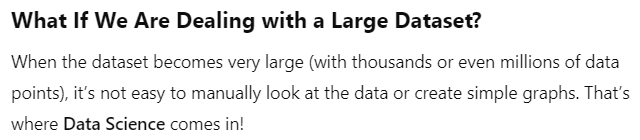 What If We Are Dealing with a Large Dataset?
When the dataset becomes very large (with thousands or even millions of data
points), it’s not easy to manually look at the data or create simple graphs. That’s
where Data Science comes in!